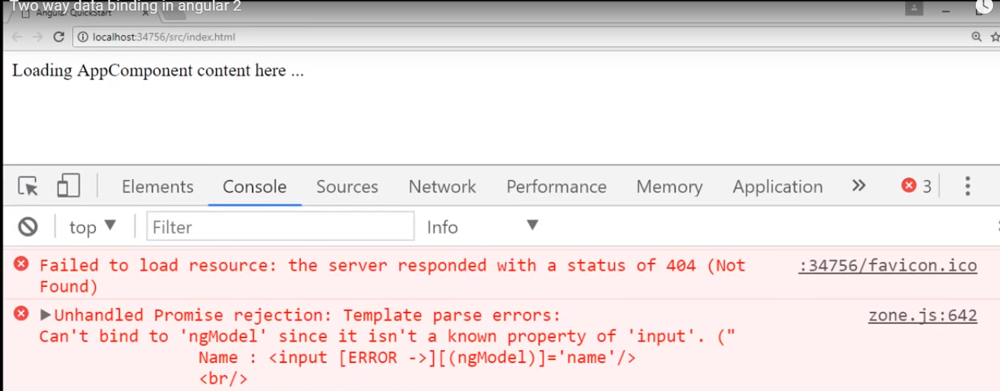 Two way data binding in angular 2
Angular QuickStart
localhost:34756/src/index.html
Loading AppComponent content here ...
Elements Console Sources Network Performance Memory Application » 3
top Filter Info
Failed to load resource: the server responded with a status of 404 (Not :34756/favicon.ico
Found)
Unhandled Promise rejection: Template parse errors: zone.js:642
Can't bind to 'ngModel' since it isn't a known property of 'input'. ("
Name : <input [ERROR ->][(ngModel)]='name'/>
<br/>